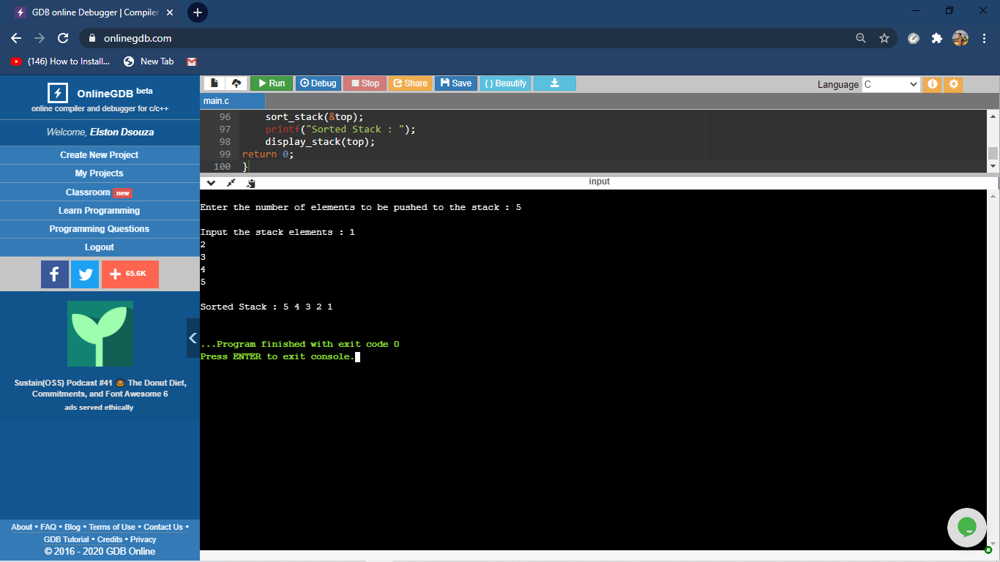 GDB online Debugger | Compiler
onlinegdb.com
(146) How to Install...
New Tab
OnlineGDB beta
online compiler and debugger for c/c++
Welcome, Elston Dsouza
Create New Project
My Projects
Classroom new
Learn Programming
Programming Questions
Logout
65.6K
Sustain(OSS) Podcast #41 🍩 The Donut Diet,
Commitments, and Font Awesome 6
ads served ethically
About • FAQ • Blog • Terms of Use • Contact Us •
GDB Tutorial • Credits • Privacy
© 2016 - 2020 GDB Online
Run Debug Stop Share Save { } Beautify
Language C
main.c
96 sort_stack(&top);
97 printf("Sorted Stack : ");
98 display_stack(top);
99 return 0;
100 }
input
Enter the number of elements to be pushed to the stack : 5
Input the stack elements : 1
2
3
4
5
Sorted Stack : 5 4 3 2 1
...Program finished with exit code 0
Press ENTER to exit console.